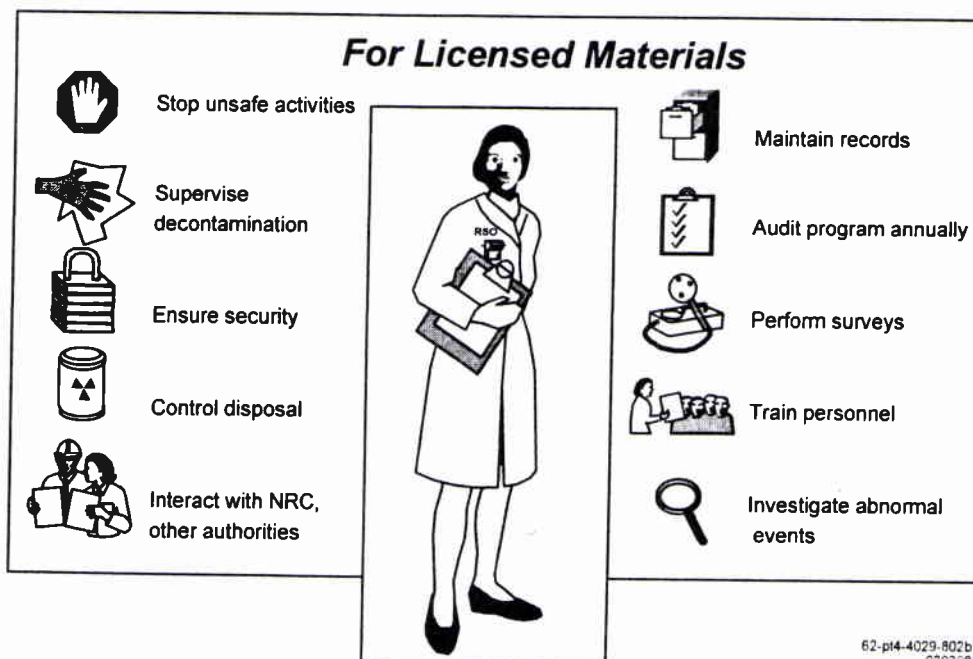 For Licensed Materials
Stop unsafe activities
Supervise
decontamination
Ensure security
Control disposal
Interact with NRC,
other authorities
RSO
Maintain records
Audit program annually
Perform surveys
Train personnel
Investigate abnormal
events
62-pt4-4029-802b